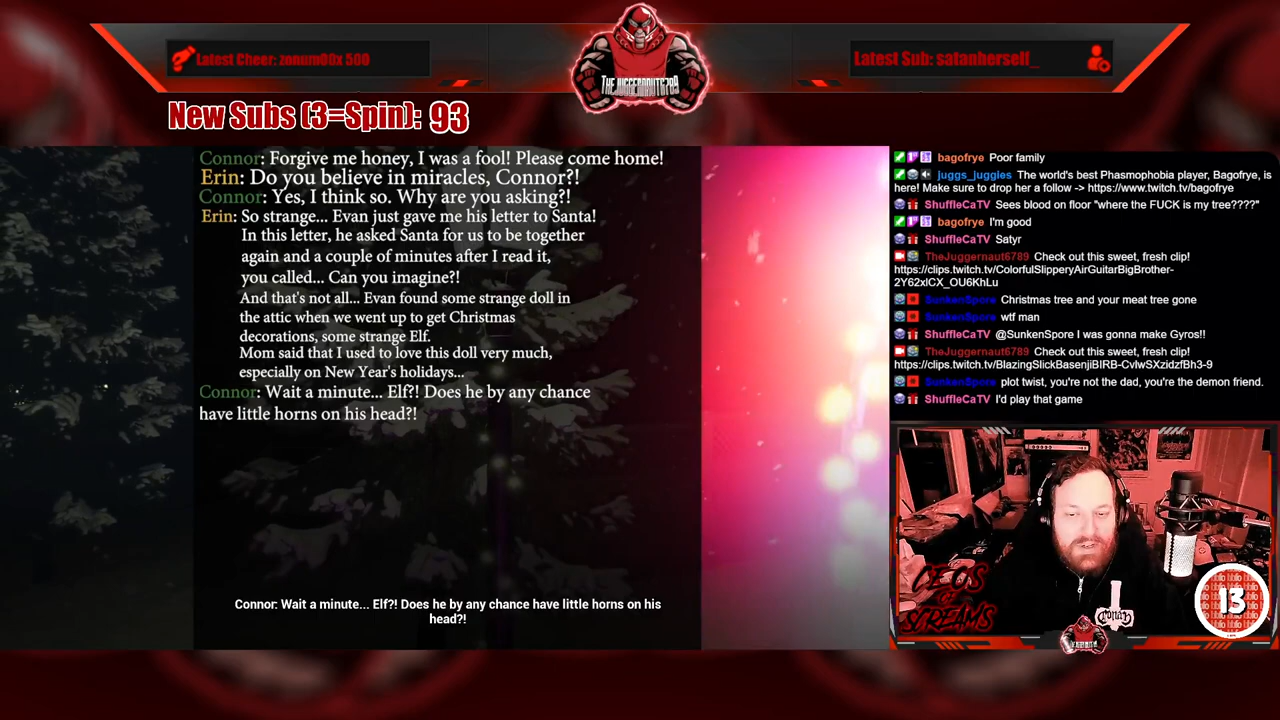 Latest Cheer: zonum00x 500
THEJUGGERNAUT6789
Latest Sub: satanherself_
New Subs (3=Spin): 93
Connor: Forgive me honey, I was a fool! Please come home!
Erin: Do you believe in miracles, Connor?!
Connor: Yes, I think so. Why are you asking?!
Erin: So strange... Evan just gave me his letter to Santa!
In this letter, he asked Santa for us to be together
again and a couple of minutes after I read it,
you called... Can you imagine?!
And that's not all... Evan found some strange doll in
the attic when we went up to get Christmas
decorations, some strange Elf.
Mom said that I used to love this doll very much,
especially on New Year's holidays...
Connor: Wait a minute... Elf?! Does he by any chance
have little horns on his head?!
Connor: Wait a minute... Elf?! Does he by any chance have little horns on his
head?!
bagofrye Poor family
juggs_juggles The world's best Phasmophobia player, Bagofrye, is
here! Make sure to drop her a follow -> https://www.twitch.tv/bagofrye
ShuffleCaTV Sees blood on floor "where the FUCK is my tree????"
bagofrye I'm good
ShuffleCaTV Satyr
TheJuggernaut6789 Check out this sweet, fresh clip!
https://clips.twitch.tv/ColorfulSlipperyAirGuitarBigBrother-
2Y62xlCX_OU6KhLu
SunkenSpore Christmas tree and your meat tree gone
SunkenSpore wtf man
ShuffleCaTV @SunkenSpore I was gonna make Gyros!!
TheJuggernaut6789 Check out this sweet, fresh clip!
https://clips.twitch.tv/BlazingSlickBasenjiBIRB-CvlwSXzidzfBh3-9
SunkenSpore plot twist, you're not the dad, you're the demon friend.
ShuffleCaTV I'd play that game
CEOS
OF
SCREAMS
13